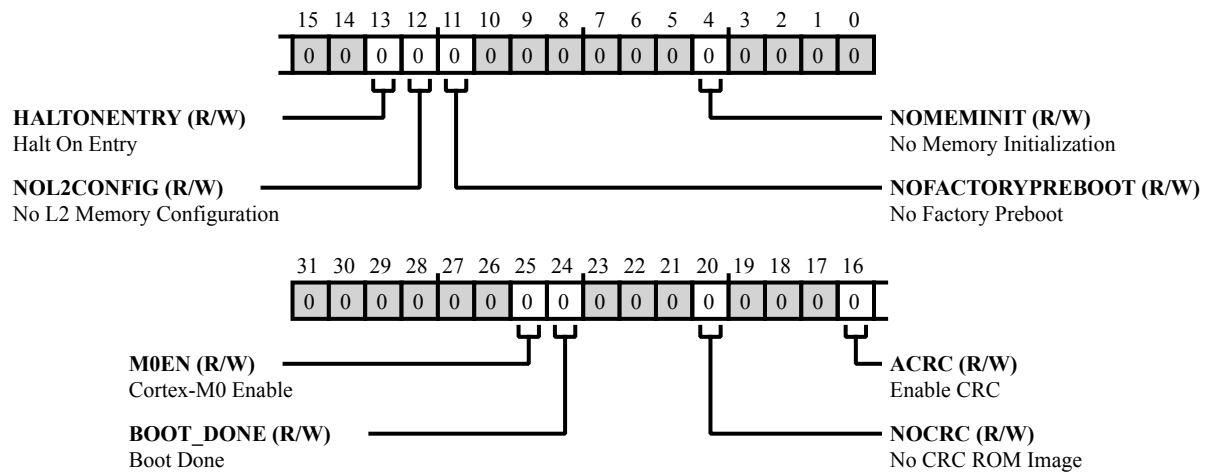 15 14 13 12 11 10 9 8 7 6 5 4 3 2 1 0
0 0 0 0 0 0 0 0 0 0 0 0 0 0 0 0
HALTONENTRY (R/W)
Halt On Entry
NOMEMINIT (R/W)
No Memory Initialization
NOL2CONFIG (R/W)
No L2 Memory Configuration
NOFACTORYPREBOOT (R/W)
No Factory Preboot
31 30 29 28 27 26 25 24 23 22 21 20 19 18 17 16
0 0 0 0 0 0 0 0 0 0 0 0 0 0 0 0
M0EN (R/W)
Cortex-M0 Enable
ACRC (R/W)
Enable CRC
BOOT_DONE (R/W)
Boot Done
NOCRC (R/W)
No CRC ROM Image